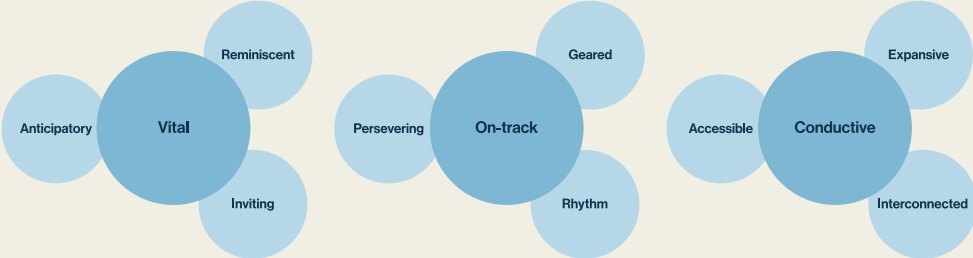 Reminiscent
Anticipatory
Vital
Inviting
Geared
Persevering
On-track
Rhythm
Expansive
Accessible
Conductive
Interconnected